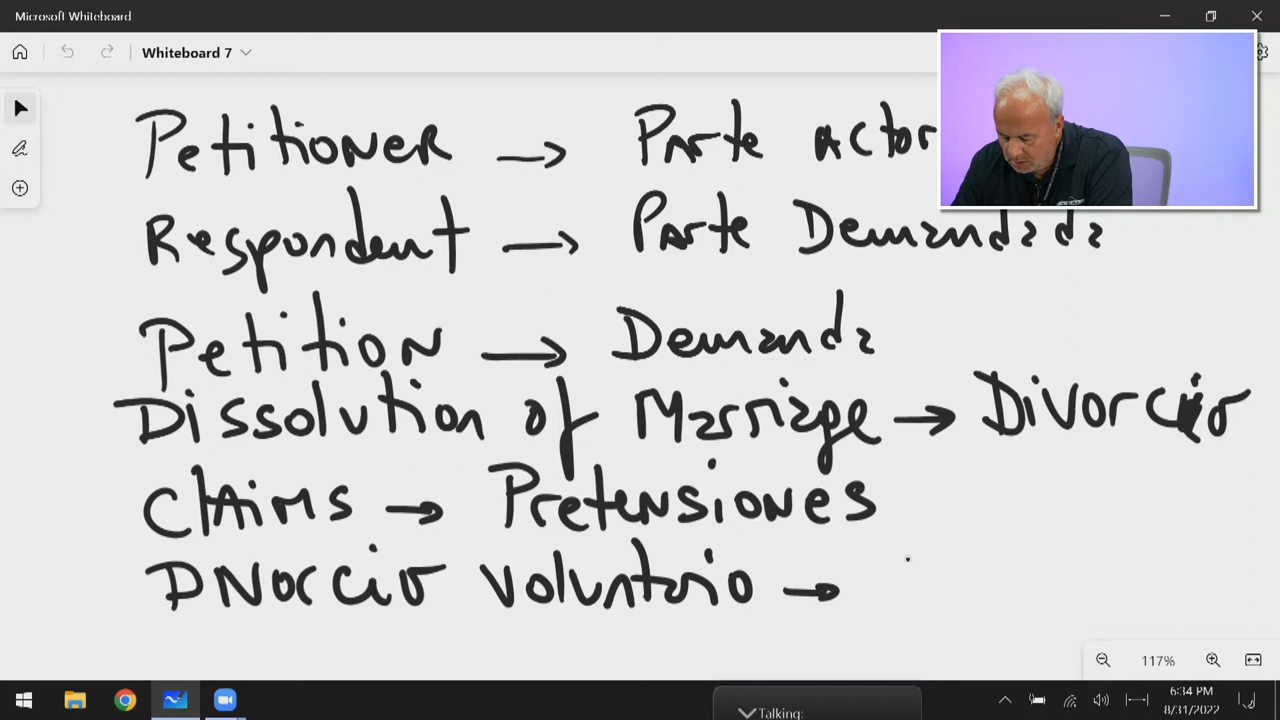 Microsoft Whiteboard
Whiteboard 7
Petitioner → Parte actor
Respondent → Parte Demandada
Petition → Demanda
Dissolution of Marriage → Divorcio
Claims → Pretensiones
Divorcio voluntario →
117%
Talking:
6:34 PM
8/31/2022